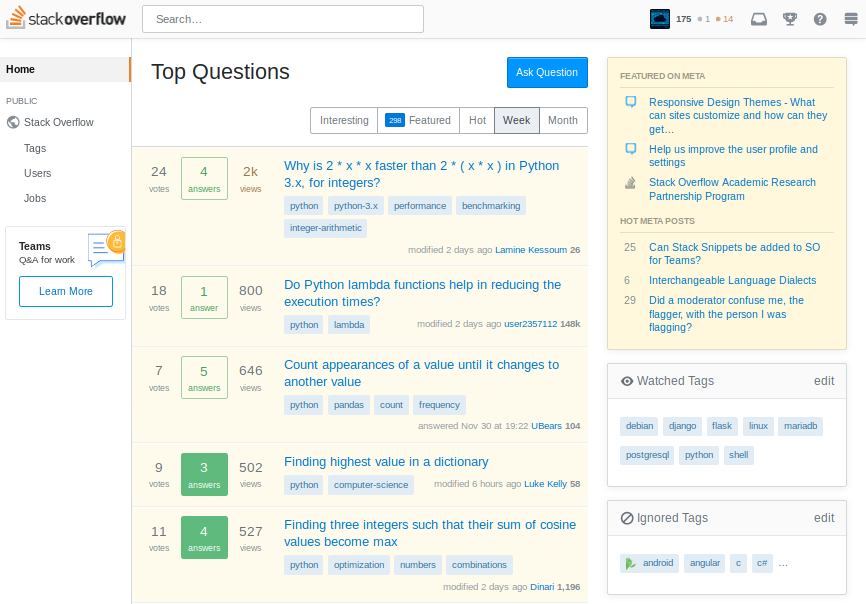 stackoverflow
Search...
175 1 14
Home
PUBLIC
Stack Overflow
Tags
Users
Jobs
Teams
Q&A for work
Learn More
Top Questions
Ask Question
Interesting 298 Featured Hot Week Month
24 votes
4 answers
2k views
Why is 2 * x * x faster than 2 * ( x * x ) in Python
3.x, for integers?
python python-3.x performance benchmarking
integer-arithmetic
modified 2 days ago Lamine Kessoum 26
18 votes
1 answer
800 views
Do Python lambda functions help in reducing the
execution times?
python lambda
modified 2 days ago user2357112 148k
7 votes
5 answers
646 views
Count appearances of a value until it changes to
another value
python pandas count frequency
answered Nov 30 at 19:22 UBears 104
9 votes
3 answers
502 views
Finding highest value in a dictionary
python computer-science
modified 6 hours ago Luke Kelly 58
11 votes
4 answers
527 views
Finding three integers such that their sum of cosine
values become max
python optimization numbers combinations
modified 2 days ago Dinari 1,196
FEATURED ON META
Responsive Design Themes - What
can sites customize and how can they
get…
Help us improve the user profile and
settings
Stack Overflow Academic Research
Partnership Program
HOT META POSTS
25 Can Stack Snippets be added to SO
for Teams?
6 Interchangeable Language Dialects
29 Did a moderator confuse me, the
flagger, with the person I was
flagging?
Watched Tags edit
debian django flask linux mariadb
postgresql python shell
Ignored Tags edit
android angular c c# …